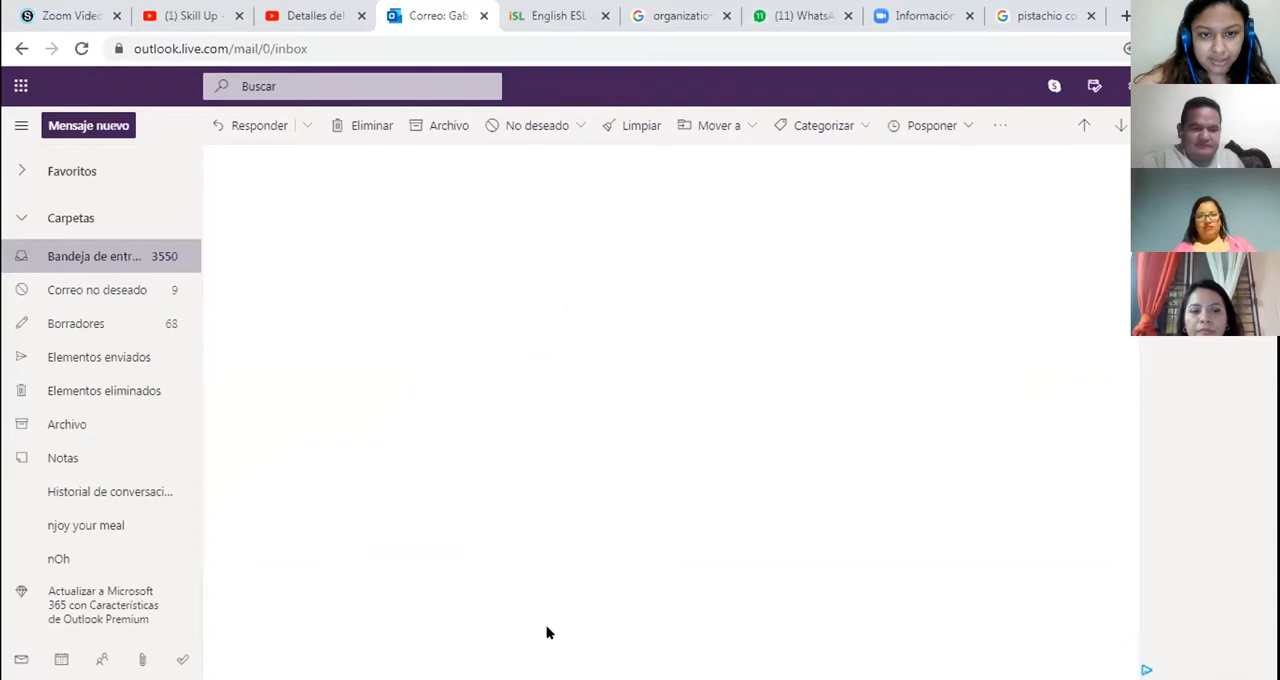 Zoom Video
(1) Skill Up -
Detalles del
Correo: Gab
iSL English ESL
organizatio
(11) WhatsA
Información
pistachio co
outlook.live.com/mail/0/inbox
Buscar
Mensaje nuevo
Responder
Eliminar
Archivo
No deseado
Limpiar
Mover a
Categorizar
Posponer
Favoritos
Carpetas
Bandeja de entr... 3550
Correo no deseado 9
Borradores 68
Elementos enviados
Elementos eliminados
Archivo
Notas
Historial de conversaci...
njoy your meal
nOh
Actualizar a Microsoft
365 con Características
de Outlook Premium